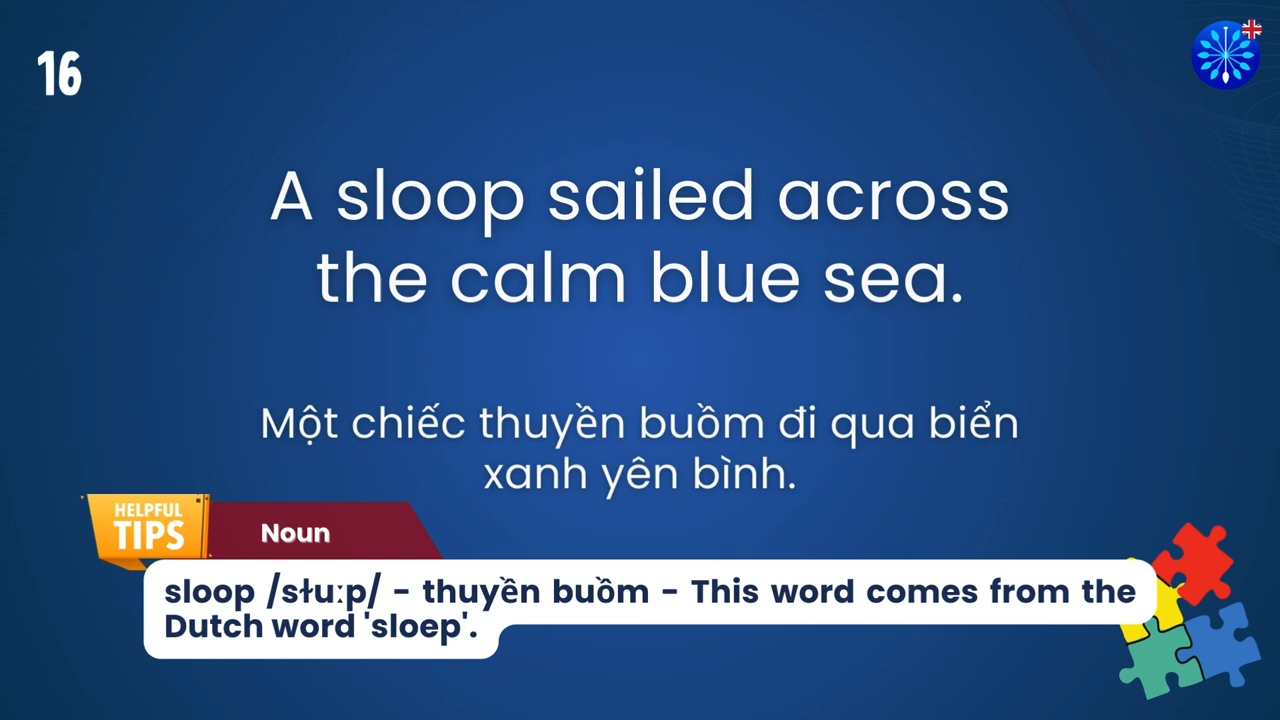 16
A sloop sailed across
the calm blue sea.
Một chiếc thuyền buồm đi qua biển
xanh yên bình.
HELPFUL
TIPS
Noun
sloop /słuːp/ - thuyền buồm - This word comes from the
Dutch word 'sloep'.